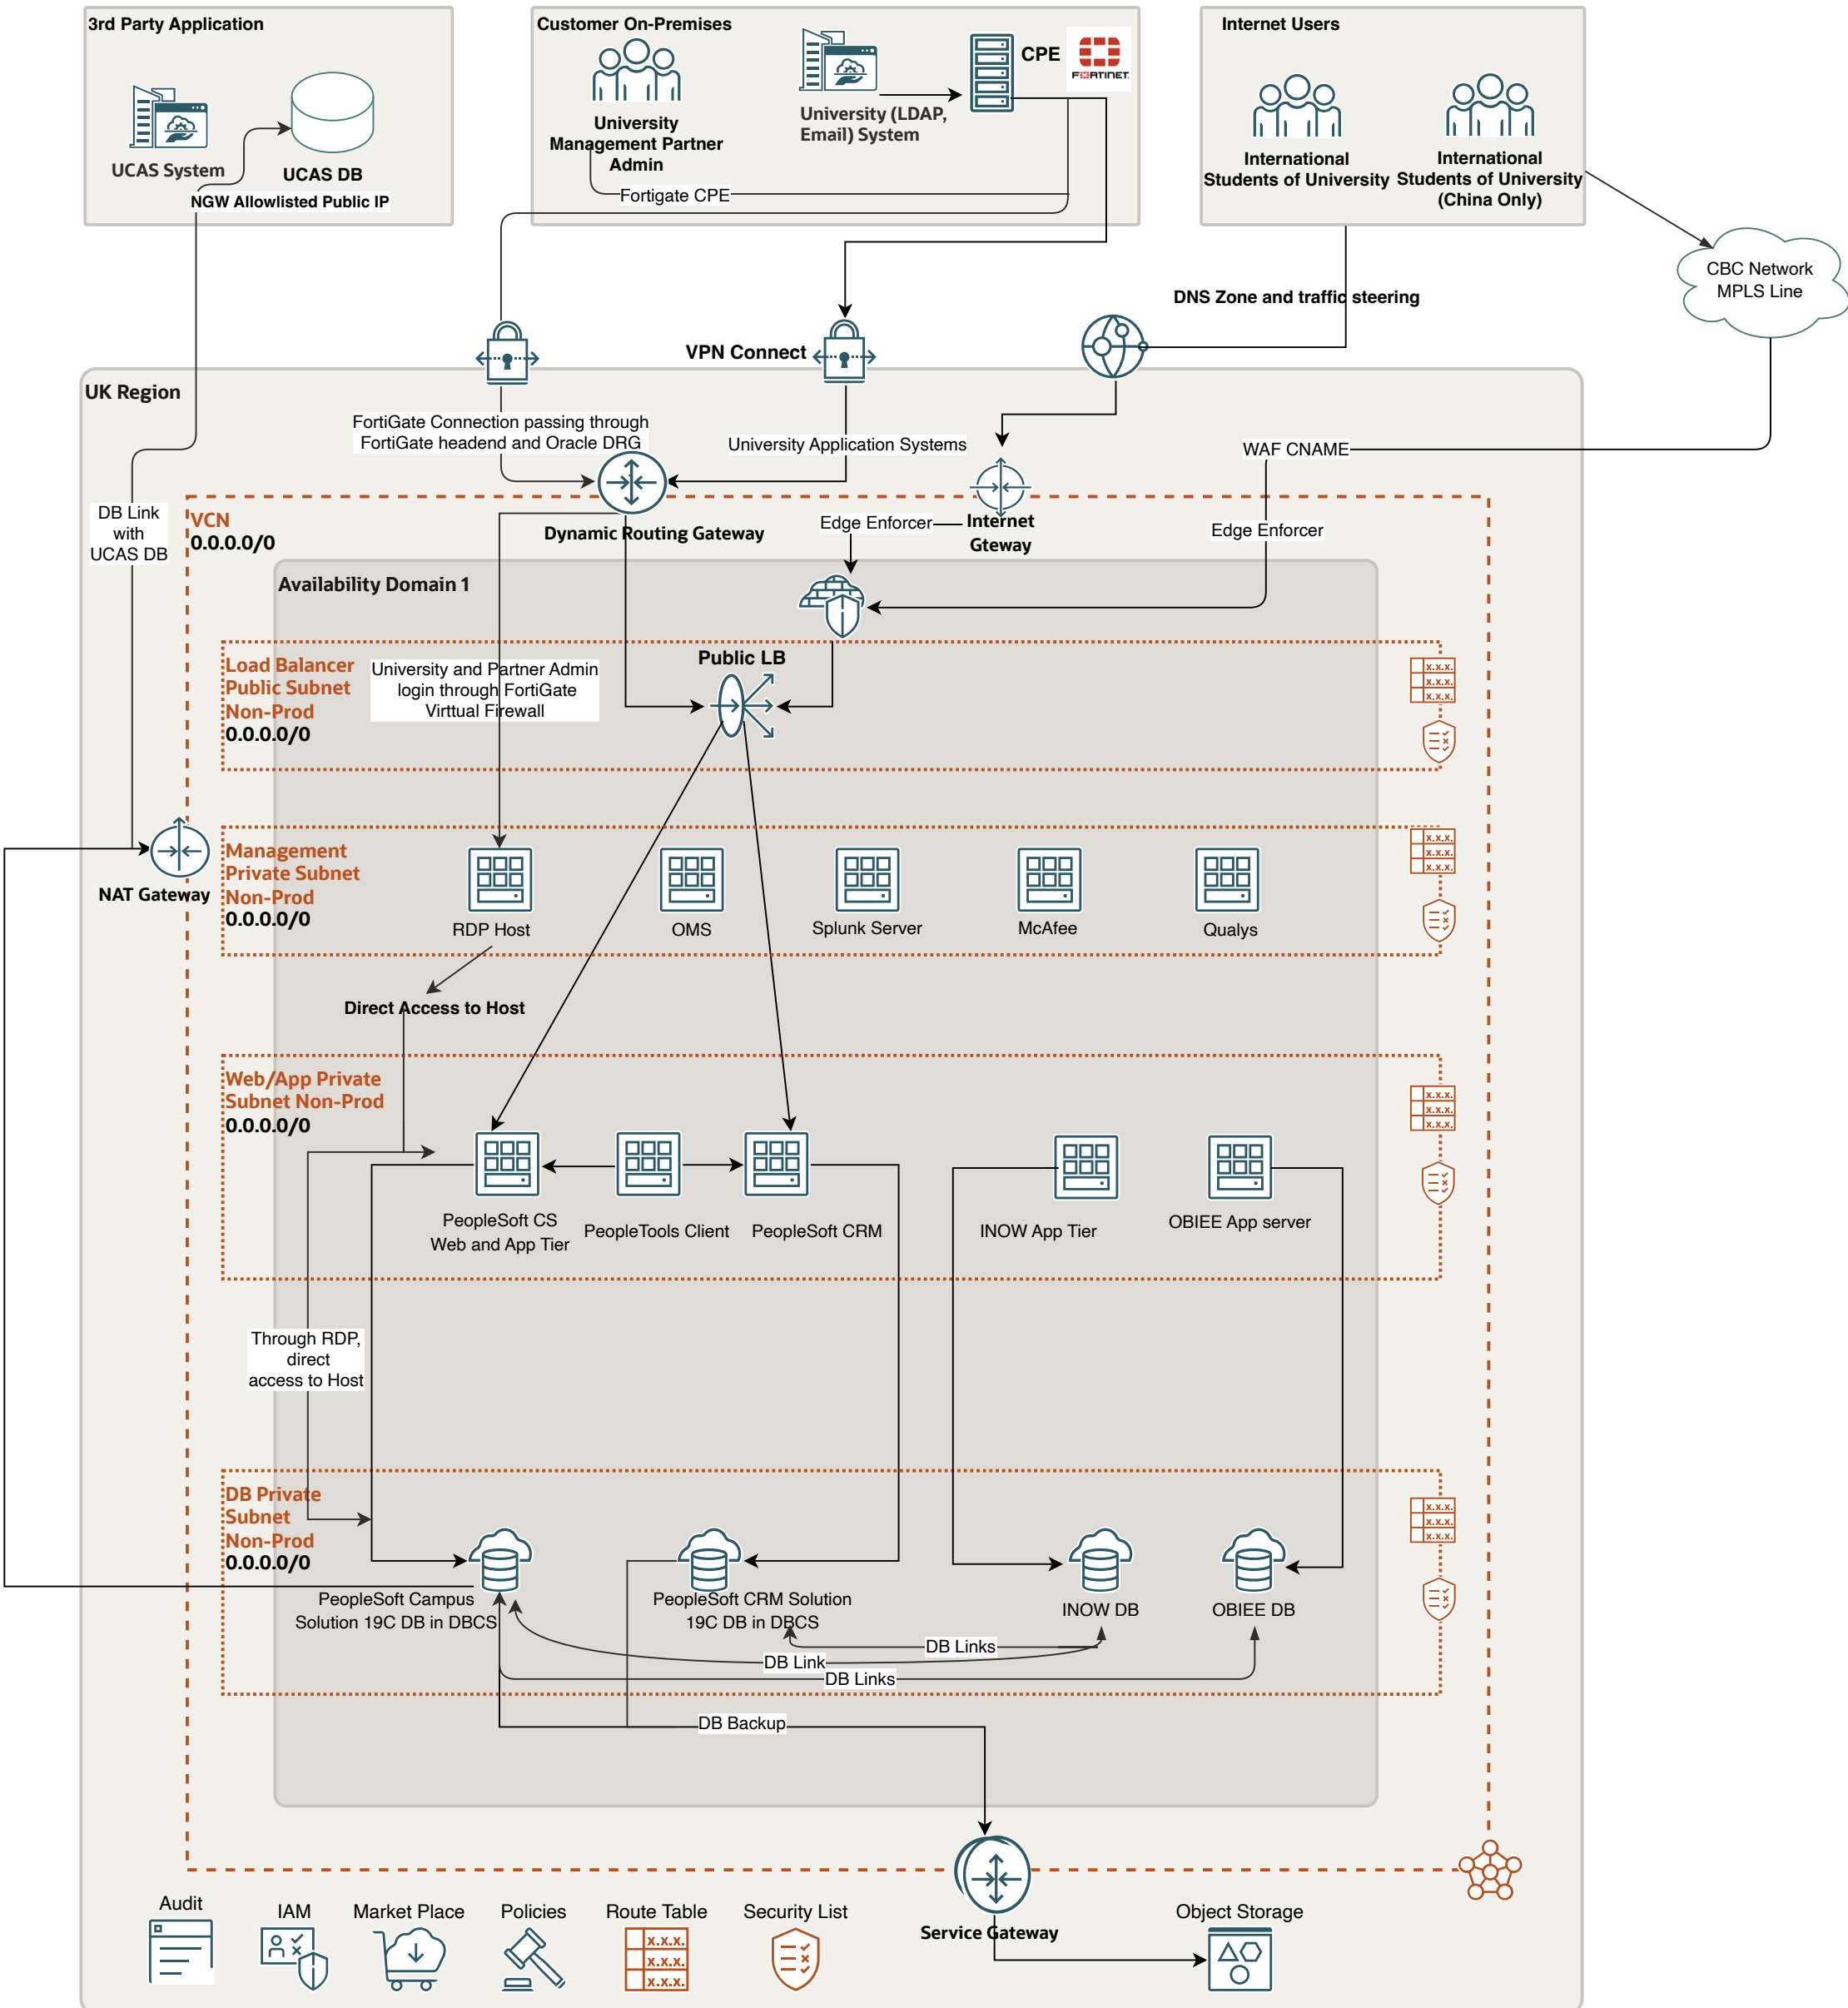 3rd Party Application
UCAS System
UCAS DB
NGW Allowlisted Public IP
Customer On-Premises
University
Management Partner
Admin
University (LDAP,
Email) System
CPE
FORTINET
Fortigate CPE
Internet Users
International
Students of University
International
Students of University
(China Only)
CBC Network
MPLS Line
DNS Zone and traffic steering
VPN Connect
UK Region
FortiGate Connection passing through
FortiGate headend and Oracle DRG
University Application Systems
WAF CNAME
DB Link
with
UCAS DB
VCN
0.0.0.0/0
Dynamic Routing Gateway
Edge Enforcer
Internet
Gteway
Edge Enforcer
Availability Domain 1
Load Balancer
Public Subnet
Non-Prod
0.0.0.0/0
University and Partner Admin
login through FortiGate
Virttual Firewall
Public LB
x.x.x.
x.x.x.
x.x.x.
NAT Gateway
Management
Private Subnet
Non-Prod
0.0.0.0/0
RDP Host
OMS
Splunk Server
McAfee
Qualys
x.x.x.
x.x.x.
x.x.x.
Direct Access to Host
Web/App Private
Subnet Non-Prod
0.0.0.0/0
PeopleSoft CS
Web and App Tier
PeopleTools Client
PeopleSoft CRM
INOW App Tier
OBIEE App server
x.x.x.
x.x.x.
x.x.x.
Through RDP,
direct
access to Host
DB Private
Subnet
Non-Prod
0.0.0.0/0
PeopleSoft Campus
Solution 19C DB in DBCS
PeopleSoft CRM Solution
19C DB in DBCS
INOW DB
OBIEE DB
x.x.x.
x.x.x.
x.x.x.
DB Links
DB Link
DB Links
DB Backup
Service Gateway
Audit
IAM
Market Place
Policies
Route Table
x.x.x.
x.x.x.
x.x.x.
Security List
Object Storage